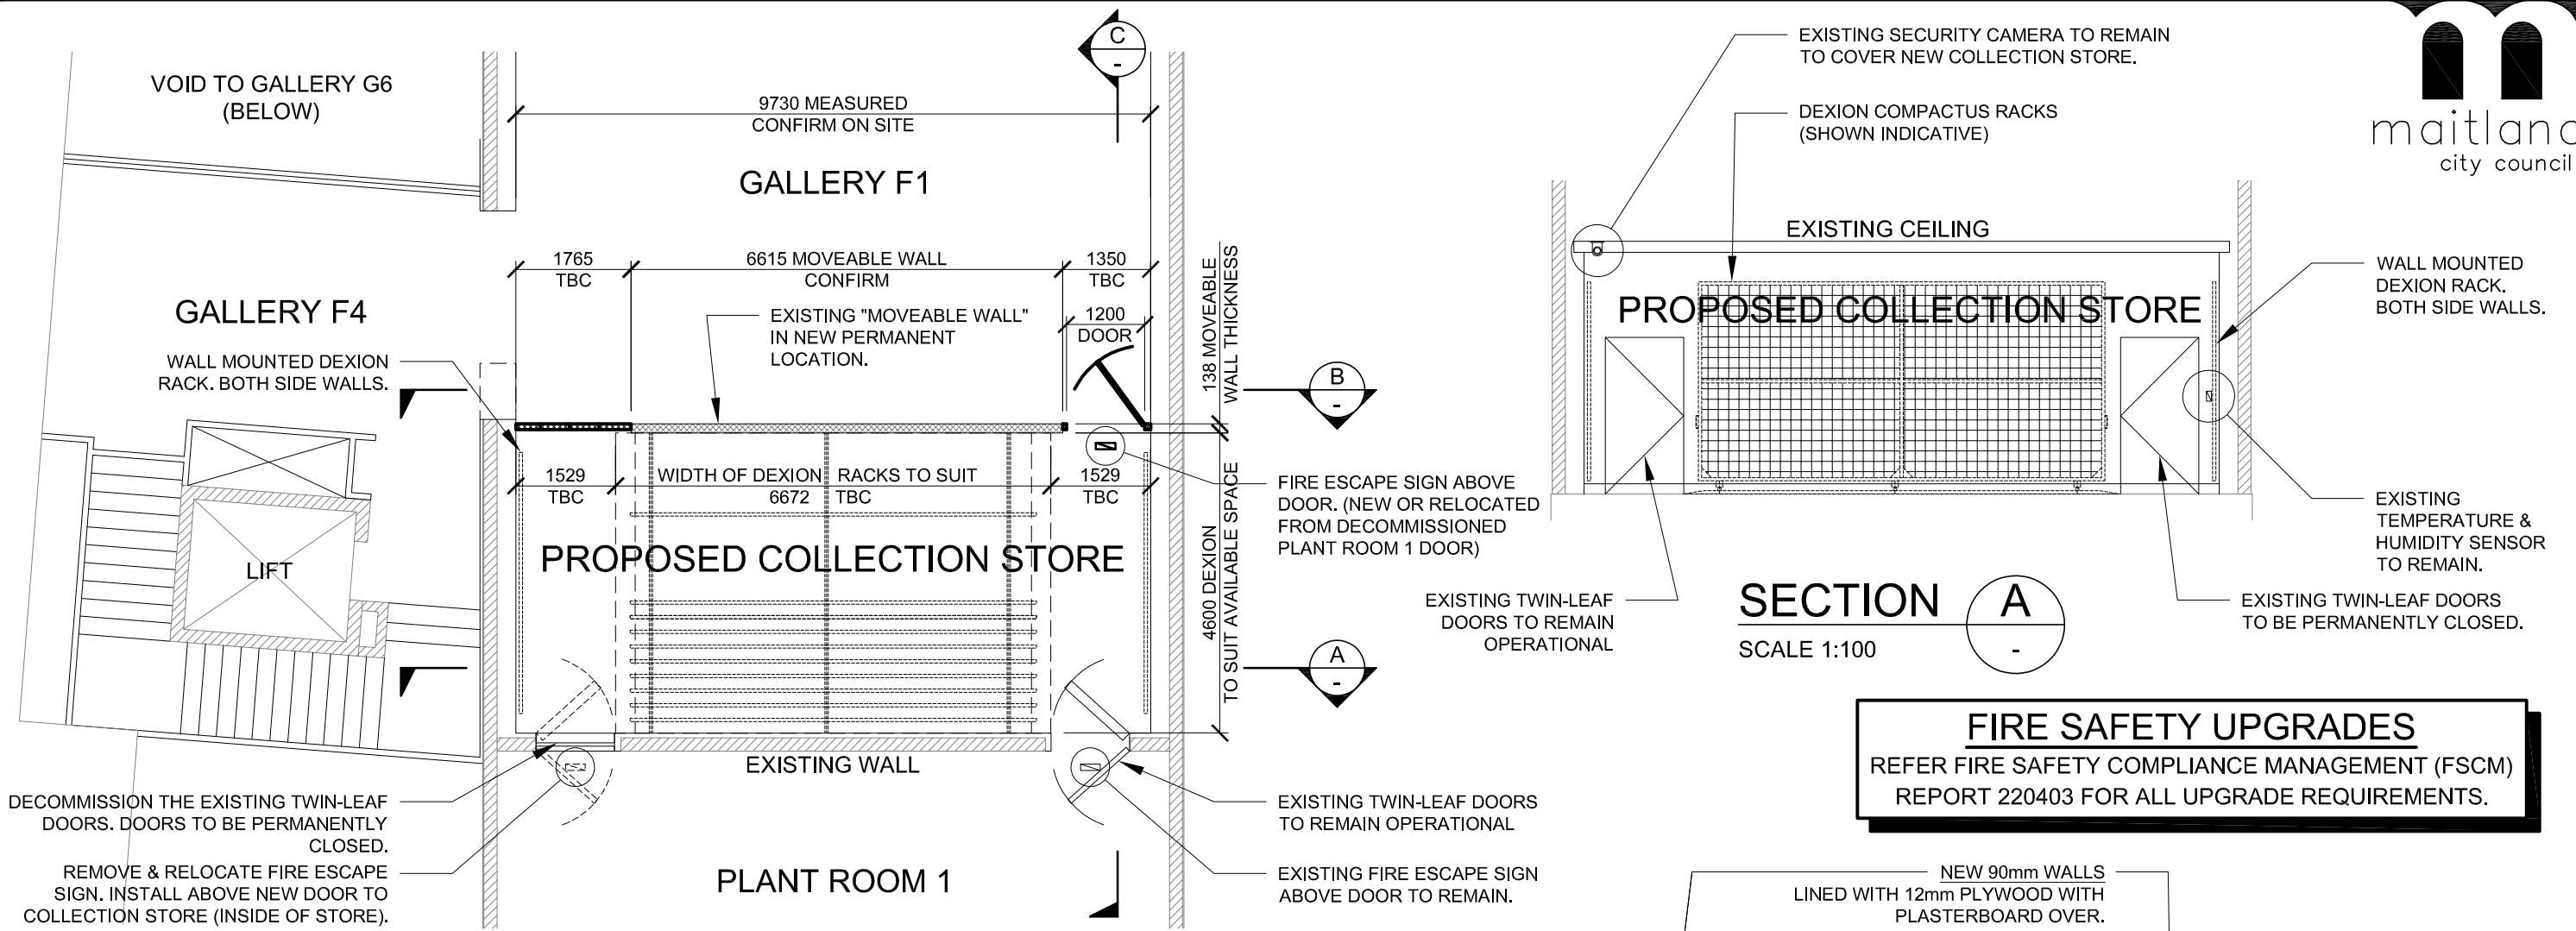 VOID TO GALLERY G6
(BELOW)
C
-
9730 MEASURED
CONFIRM ON SITE
GALLERY F1
1765
TBC
6615 MOVEABLE WALL
CONFIRM
1350
TBC
1200
DOOR
138 MOVEABLE
WALL THICKNESS
GALLERY F4
EXISTING "MOVEABLE WALL"
IN NEW PERMANENT
LOCATION.
WALL MOUNTED DEXION
RACK. BOTH SIDE WALLS.
B
-
1529
TBC
WIDTH OF DEXION RACKS TO SUIT
6672 TBC
1529
TBC
4600 DEXION
TO SUIT AVAILABLE SPACE
FIRE ESCAPE SIGN ABOVE
DOOR. (NEW OR RELOCATED
FROM DECOMMISSIONED
PLANT ROOM 1 DOOR)
PROPOSED COLLECTION STORE
LIFT
A
-
EXISTING WALL
DECOMMISSION THE EXISTING TWIN-LEAF
DOORS. DOORS TO BE PERMANENTLY
CLOSED.
REMOVE & RELOCATE FIRE ESCAPE
SIGN. INSTALL ABOVE NEW DOOR TO
COLLECTION STORE (INSIDE OF STORE).
PLANT ROOM 1
EXISTING TWIN-LEAF DOORS
TO REMAIN OPERATIONAL
EXISTING FIRE ESCAPE SIGN
ABOVE DOOR TO REMAIN.
EXISTING SECURITY CAMERA TO REMAIN
TO COVER NEW COLLECTION STORE.
DEXION COMPACTUS RACKS
(SHOWN INDICATIVE)
maitland
city council
EXISTING CEILING
PROPOSED COLLECTION STORE
WALL MOUNTED
DEXION RACK.
BOTH SIDE WALLS.
EXISTING
TEMPERATURE &
HUMIDITY SENSOR
TO REMAIN.
EXISTING TWIN-LEAF
DOORS TO REMAIN
OPERATIONAL
SECTION
SCALE 1:100
A
-
EXISTING TWIN-LEAF DOORS
TO BE PERMANENTLY CLOSED.
FIRE SAFETY UPGRADES
REFER FIRE SAFETY COMPLIANCE MANAGEMENT (FSCM)
REPORT 220403 FOR ALL UPGRADE REQUIREMENTS.
NEW 90mm WALLS
LINED WITH 12mm PLYWOOD WITH
PLASTERBOARD OVER.